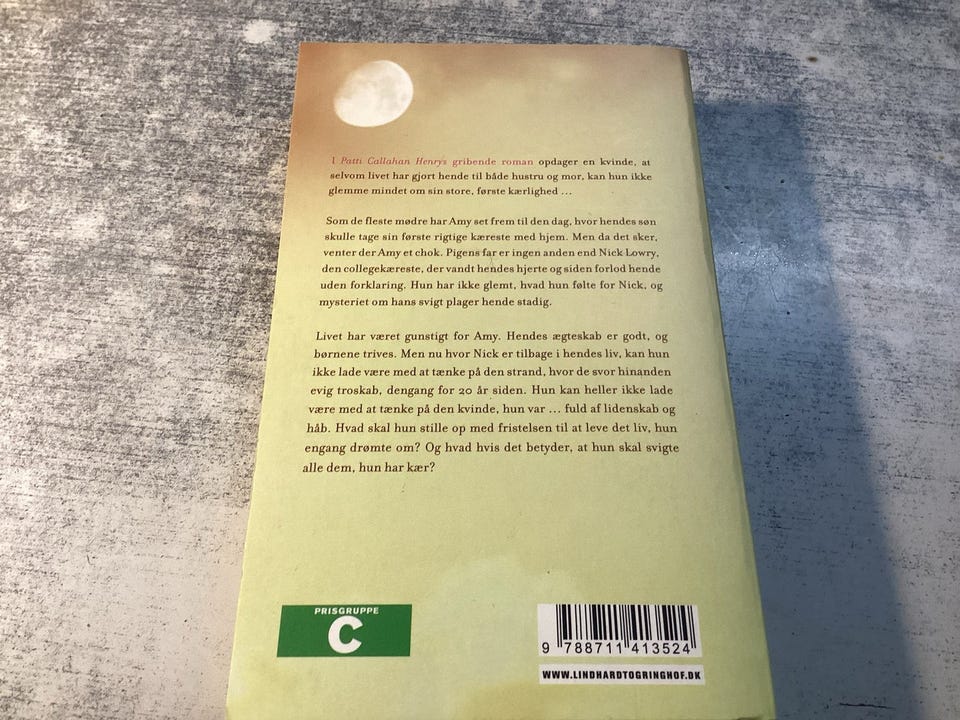 I Patti Callahan Henrys gribende roman opdager en kvinde, at
selvom livet har gjort hende til både hustru og mor, kan hun ikke
glemme mindet om sin store, første kærlighed ...
Som de fleste mødre har Amy set frem til den dag, hvor hendes søn
skulle tage sin første rigtige kæreste med hjem. Men da det sker,
venter der Amy et chok. Pigens far er ingen anden end Nick Lowry,
den collegekæreste, der vandt hendes hjerte og siden forlod hende
uden forklaring. Hun har ikke glemt, hvad hun følte for Nick, og
mysteriet om hans svigt plager hende stadig.
Livet har været gunstigt for Amy. Hendes ægteskab er godt, og
børnene trives. Men nu hvor Nick er tilbage i hendes liv, kan hun
ikke lade være med at tænke på den strand, hvor de svor hinanden
evig troskab, dengang for 20 år siden. Hun kan heller ikke lade
være med at tænke på den kvinde, hun var ... fuld af lidenskab og
håb. Hvad skal hun stille op med fristelsen til at leve det liv, hun
engang drømte om? Og hvad hvis det betyder, at hun skal svigte
alle dem, hun har kær?
PRISGRUPPE
C
9 788711 413524
WWW.LINDHARDTOGRINGHOF.DK